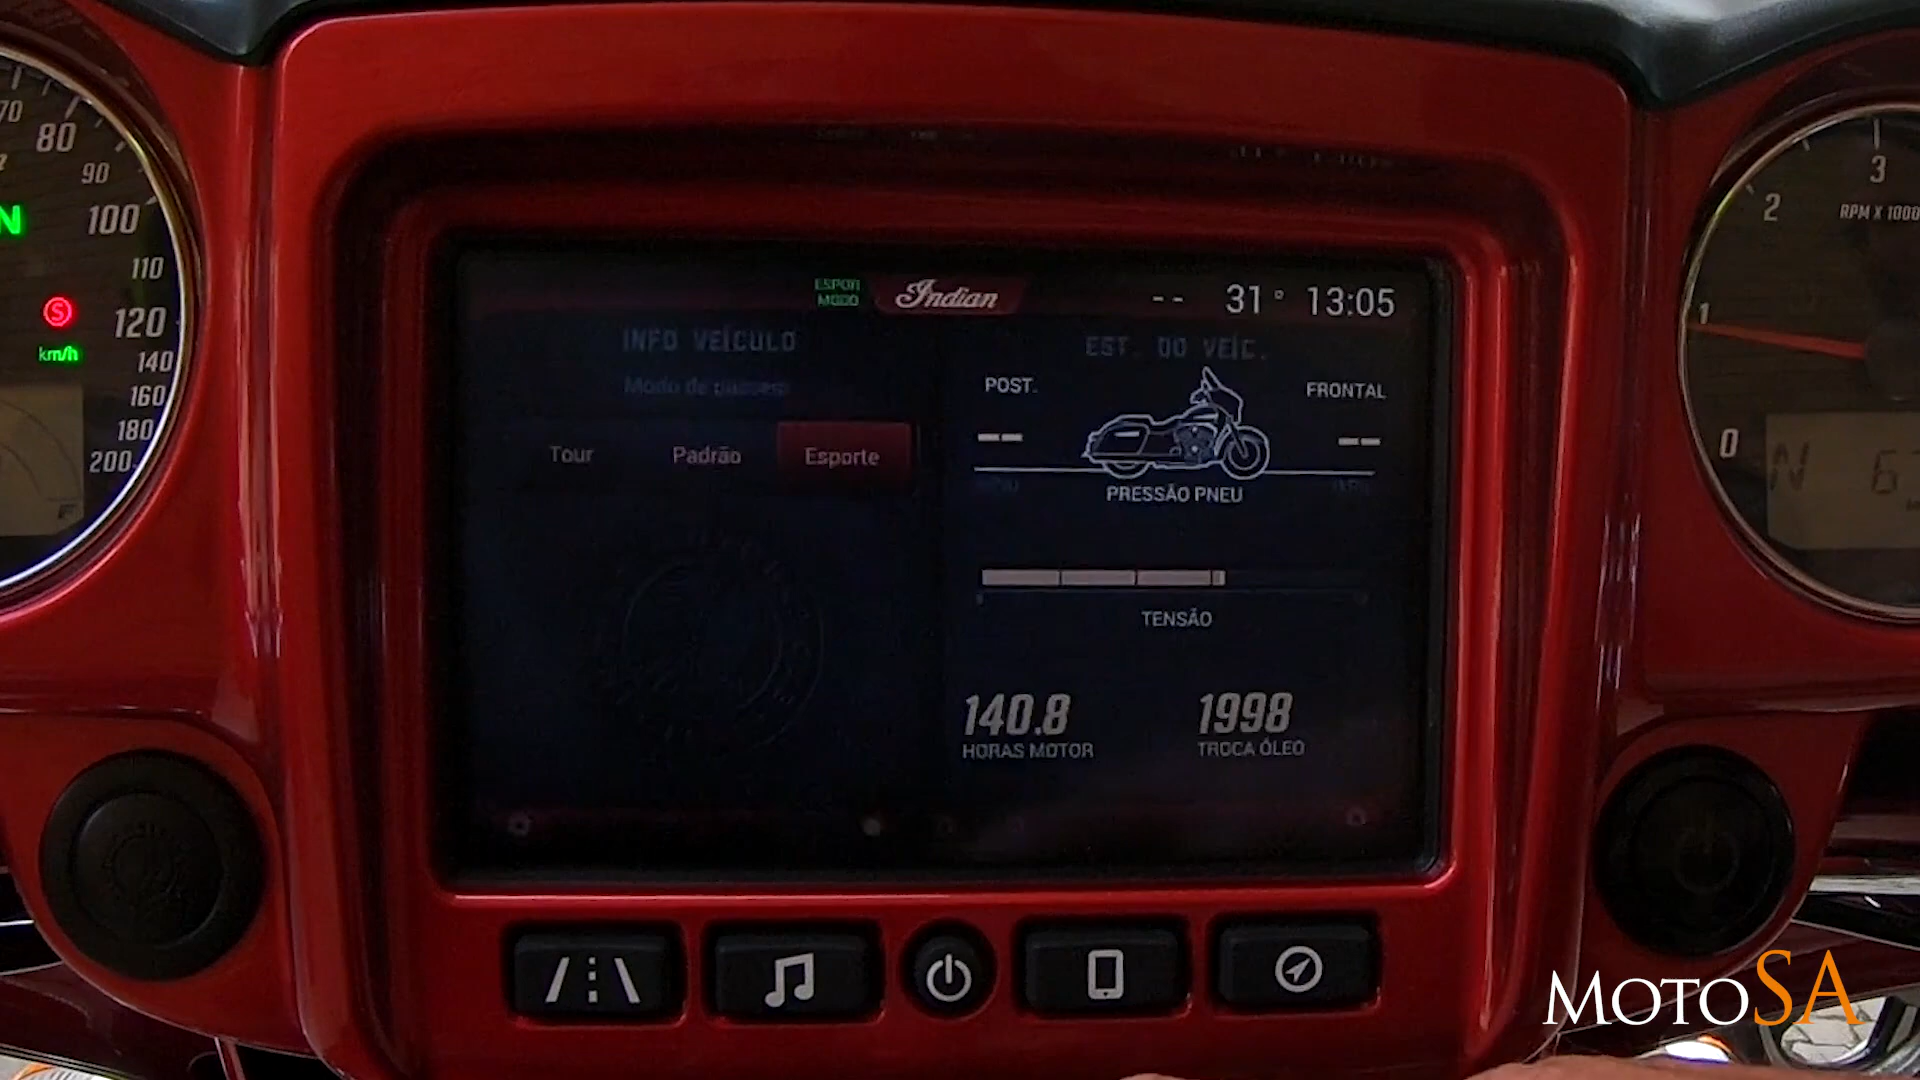 70
80
90
100
110
120
140
160
180
200
N
S
km/h
F
ESPOR
MODO
Indian
-- 31° 13:05
INFO VEÍCULO
EST. DO VEÍC.
Tour Padrão Esporte
POST. FRONTAL
-- --
PRESSÃO PNEU
TENSÃO
140.8 1998
HORAS MOTOR TROCA ÓLEO
3
2
1
0
RPM X 1000
N 6
MOTOSA